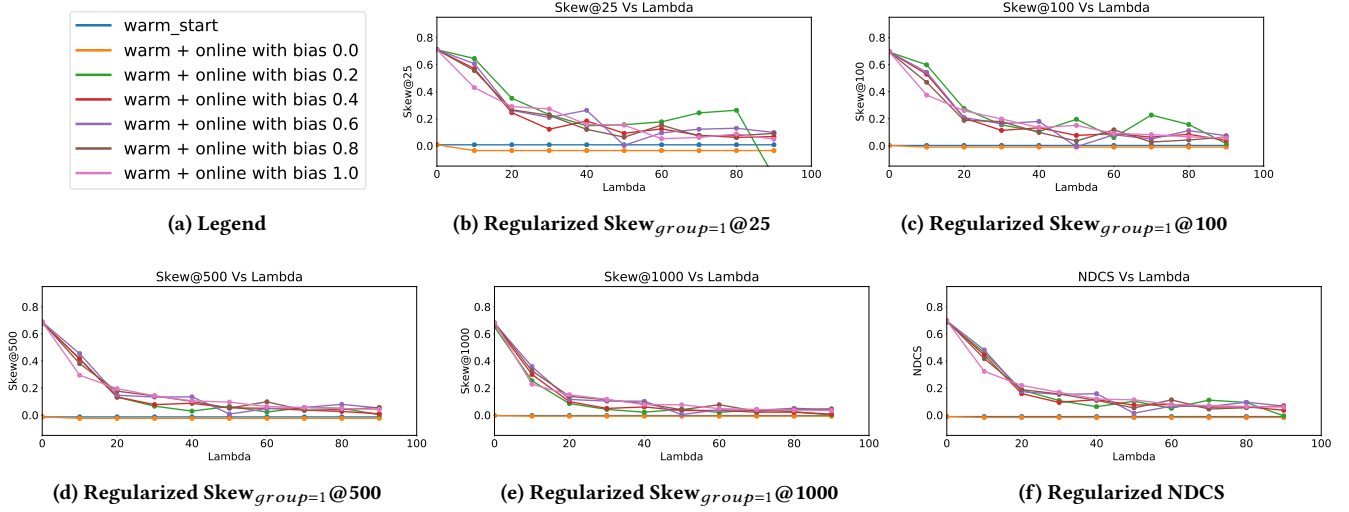 warm_start
warm + online with bias 0.0
warm + online with bias 0.2
warm + online with bias 0.4
warm + online with bias 0.6
warm + online with bias 0.8
warm + online with bias 1.0
(a) Legend
Skew@25 Vs Lambda
Skew@25
0.8
0.6
0.4
0.2
0.0
0 20 40 60 80 100
Lambda
(b) Regularized Skewgroup=1@25
Skew@100 Vs Lambda
Skew@100
0.8
0.6
0.4
0.2
0.0
0 20 40 60 80 100
Lambda
(c) Regularized Skewgroup=1@100
Skew@500 Vs Lambda
Skew@500
0.8
0.6
0.4
0.2
0.0
0 20 40 60 80 100
Lambda
(d) Regularized Skewgroup=1@500
Skew@1000 Vs Lambda
Skew@1000
0.8
0.6
0.4
0.2
0.0
0 20 40 60 80 100
Lambda
(e) Regularized Skewgroup=1@1000
NDCS Vs Lambda
NDCS
0.8
0.6
0.4
0.2
0.0
0 20 40 60 80 100
Lambda
(f) Regularized NDCS